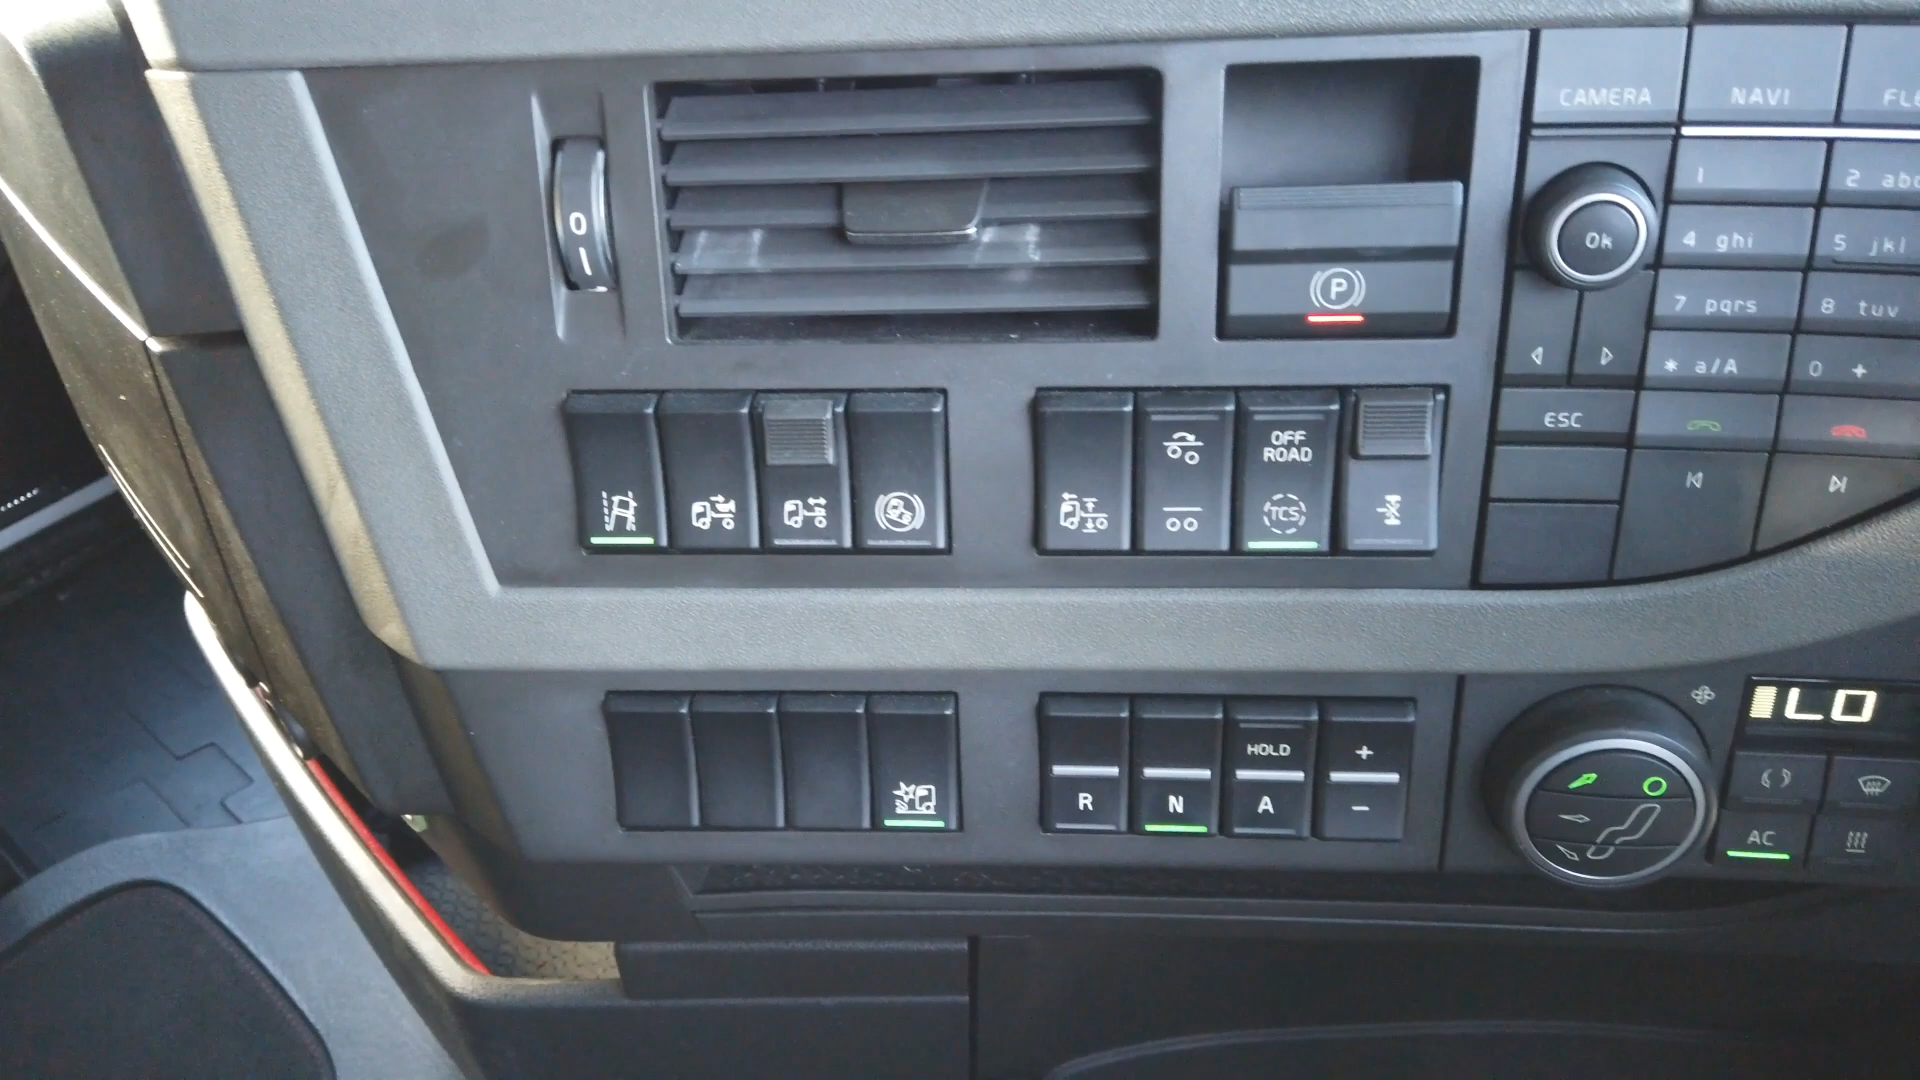 CAMERA NAVI
0
1
2 abc
Ok
4 ghi 5 jkl
P
7 pqrs 8 tuv
* a/A 0 +
ESC
OFF
ROAD
TCS
LO
HOLD +
R N A -
AC